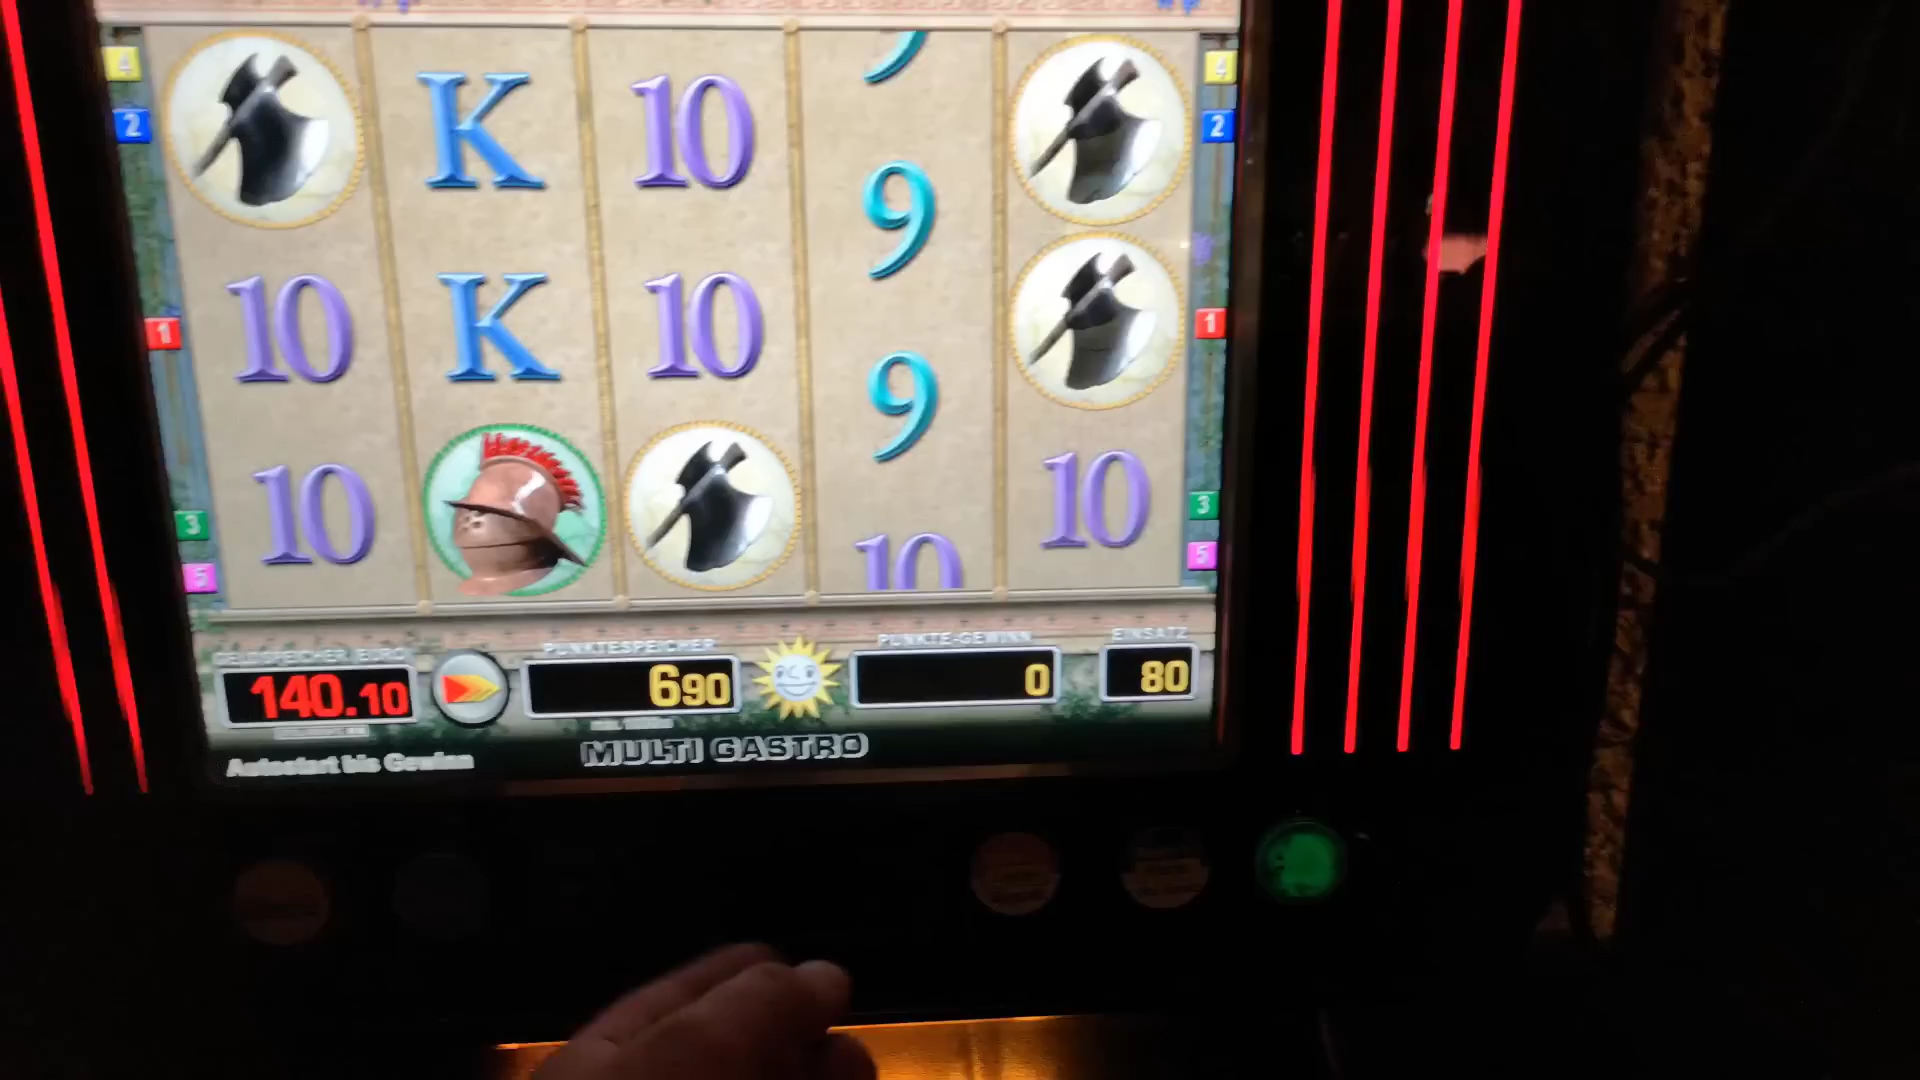 4 4
K 10
2 2
9
10 K 10
1 1
9
10 10
3 3
10
5 5
GELDSPEICHER (EURO) PUNKTESPEICHER PUNKTE-GEWINN EINSATZ
140.10 690 0 80
Autostart bis Gewinn MULTI GASTRO